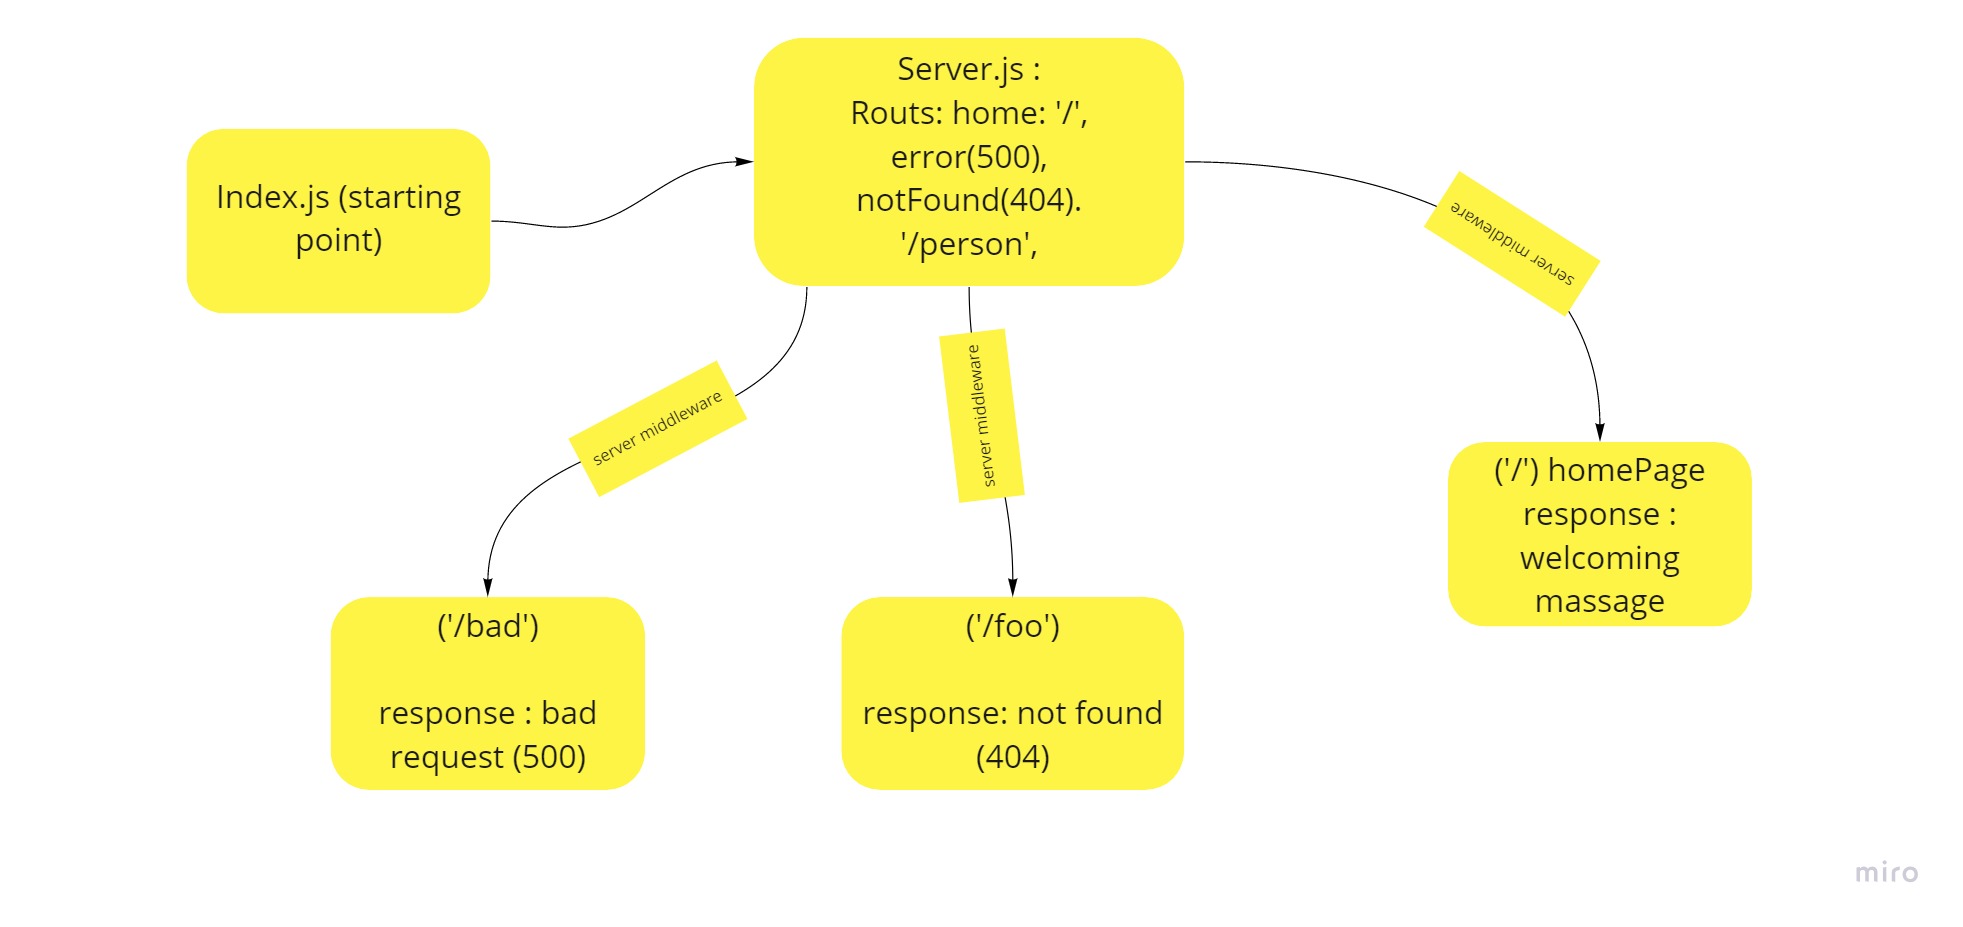 Server.js :
Routs: home: '/',
error(500),
notFound(404).
'/person',
Index.js (starting
point)
server middleware
server middleware
server middleware
('/') homePage
response :
welcoming
massage
('/bad')
response : bad
request (500)
('/foo')
response: not found
(404)
miro